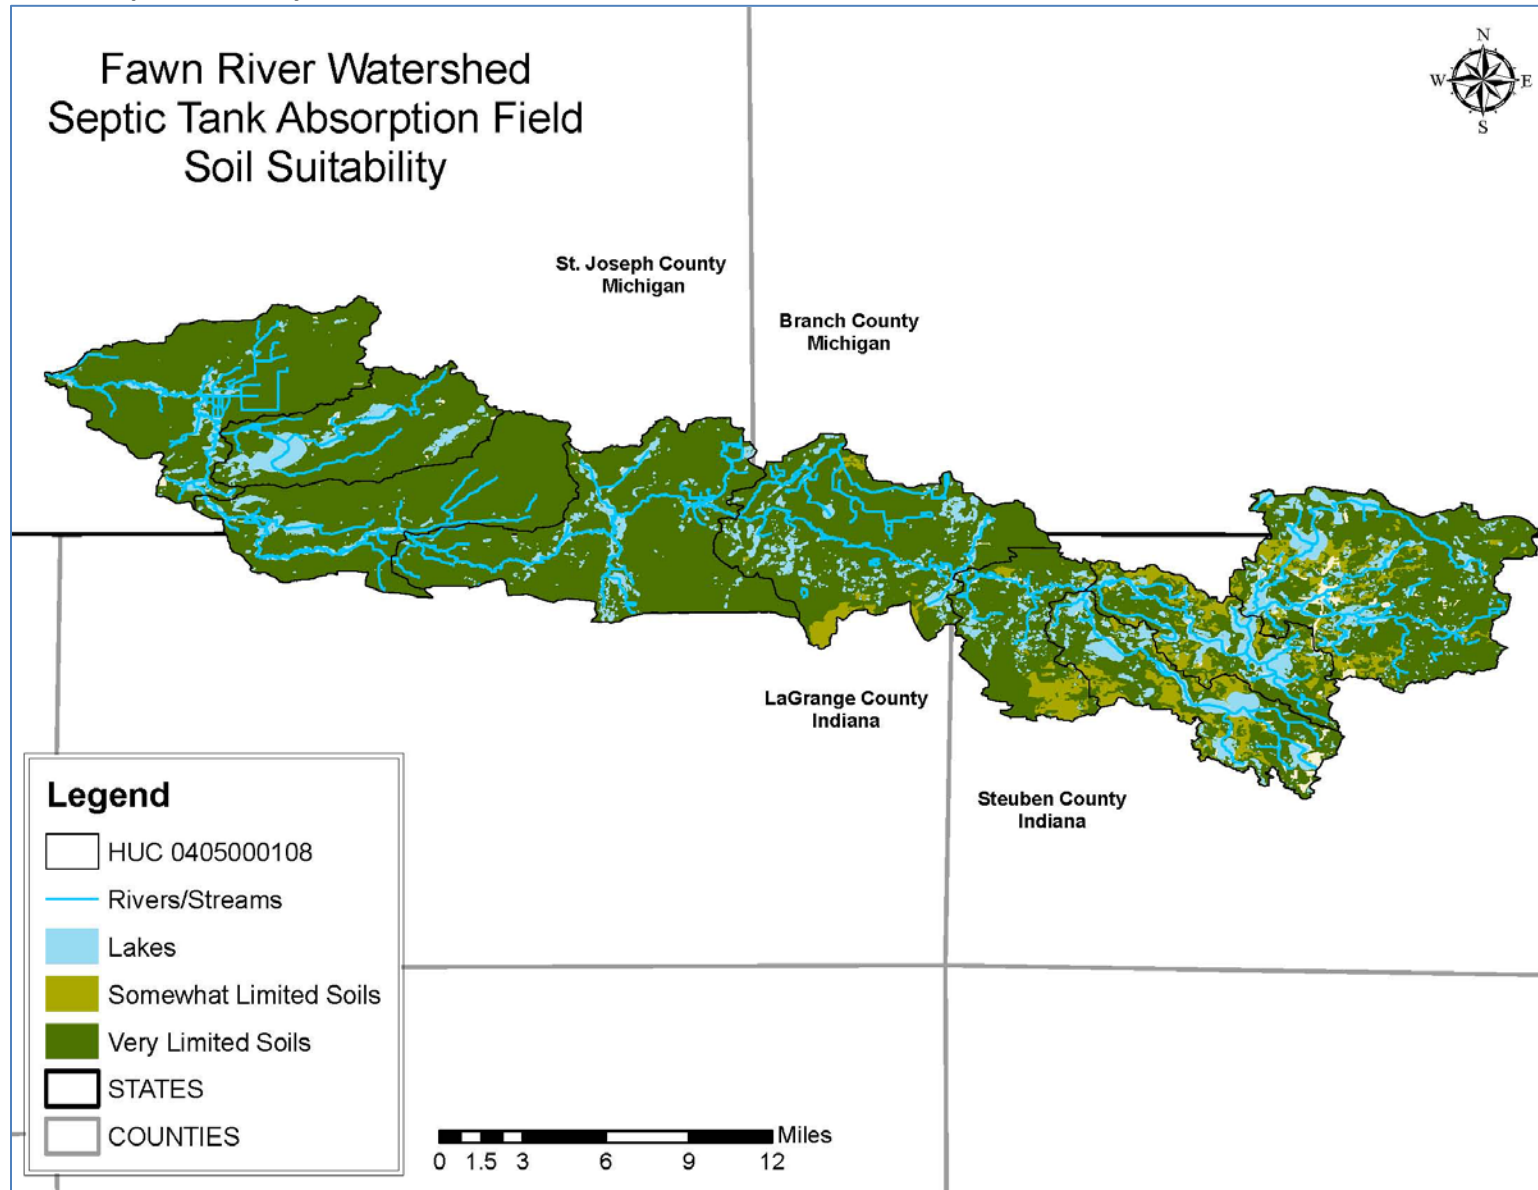 Fawn River Watershed
Septic Tank Absorption Field
Soil Suitability
N
W
E
S
St. Joseph County
Michigan
Branch County
Michigan
LaGrange County
Indiana
Steuben County
Indiana
Legend
HUC 0405000108
Rivers/Streams
Lakes
Somewhat Limited Soils
Very Limited Soils
STATES
COUNTIES
Miles
0 1.5 3 6 9 12